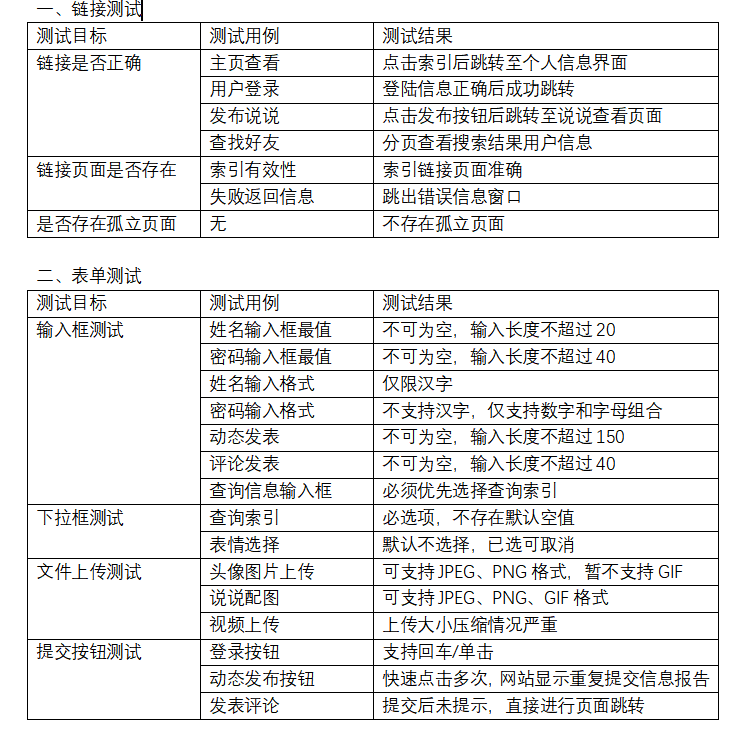 一、链接测试
测试目标 测试用例 测试结果
链接是否正确 主页查看 点击索引后跳转至个人信息界面
用户登录 登陆信息正确后成功跳转
发布说说 点击发布按钮后跳转至说说查看页面
查找好友 分页查看搜索结果用户信息
链接页面是否存在 索引有效性 索引链接页面准确
失败返回信息 跳出错误信息窗口
是否存在孤立页面 无 不存在孤立页面
二、表单测试
测试目标 测试用例 测试结果
输入框测试 姓名输入框最值 不可为空，输入长度不超过 20
密码输入框最值 不可为空，输入长度不超过 40
姓名输入格式 仅限汉字
密码输入格式 不支持汉字，仅支持数字和字母组合
动态发表 不可为空，输入长度不超过 150
评论发表 不可为空，输入长度不超过 40
查询信息输入框 必须优先选择查询索引
下拉框测试 查询索引 必选项，不存在默认空值
表情选择 默认不选择，已选可取消
文件上传测试 头像图片上传 可支持 JPEG、PNG 格式，暂不支持 GIF
说说配图 可支持 JPEG、PNG、GIF 格式
视频上传 上传大小压缩情况严重
提交按钮测试 登录按钮 支持回车/单击
动态发布按钮 快速点击多次，网站显示重复提交信息报告
发表评论 提交后未提示，直接进行页面跳转